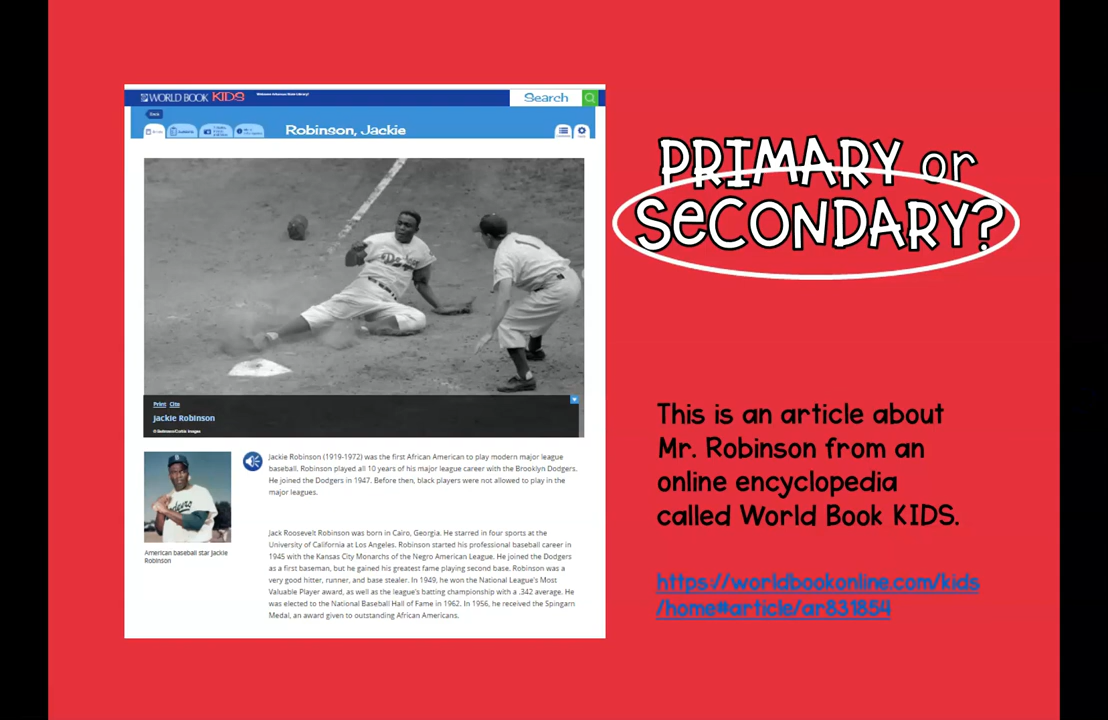 WORLD BOOK KIDS
Search
Back
Robinson, Jackie
Print Cite
Jackie Robinson
© Bettmann/Corbis Images
American baseball star Jackie
Robinson
Jackie Robinson (1919-1972) was the first African American to play modern major league
baseball. Robinson played all 10 years of his major league career with the Brooklyn Dodgers.
He joined the Dodgers in 1947. Before then, black players were not allowed to play in the
major leagues.
Jack Roosevelt Robinson was born in Cairo, Georgia. He starred in four sports at the
University of California at Los Angeles. Robinson started his professional baseball career in
1945 with the Kansas City Monarchs of the Negro American League. He joined the Dodgers
as a first baseman, but he gained his greatest fame playing second base. Robinson was a
very good hitter, runner, and base stealer. In 1949, he won the National League's Most
Valuable Player award, as well as the league's batting championship with a .342 average. He
was elected to the National Baseball Hall of Fame in 1962. In 1956, he received the Spingarn
Medal, an award given to outstanding African Americans.
PRIMARY or
SeCONDARY?
This is an article about
Mr. Robinson from an
online encyclopedia
called World Book KIDS.
https://worldbookonline.com/kids
/home#article/ar831854